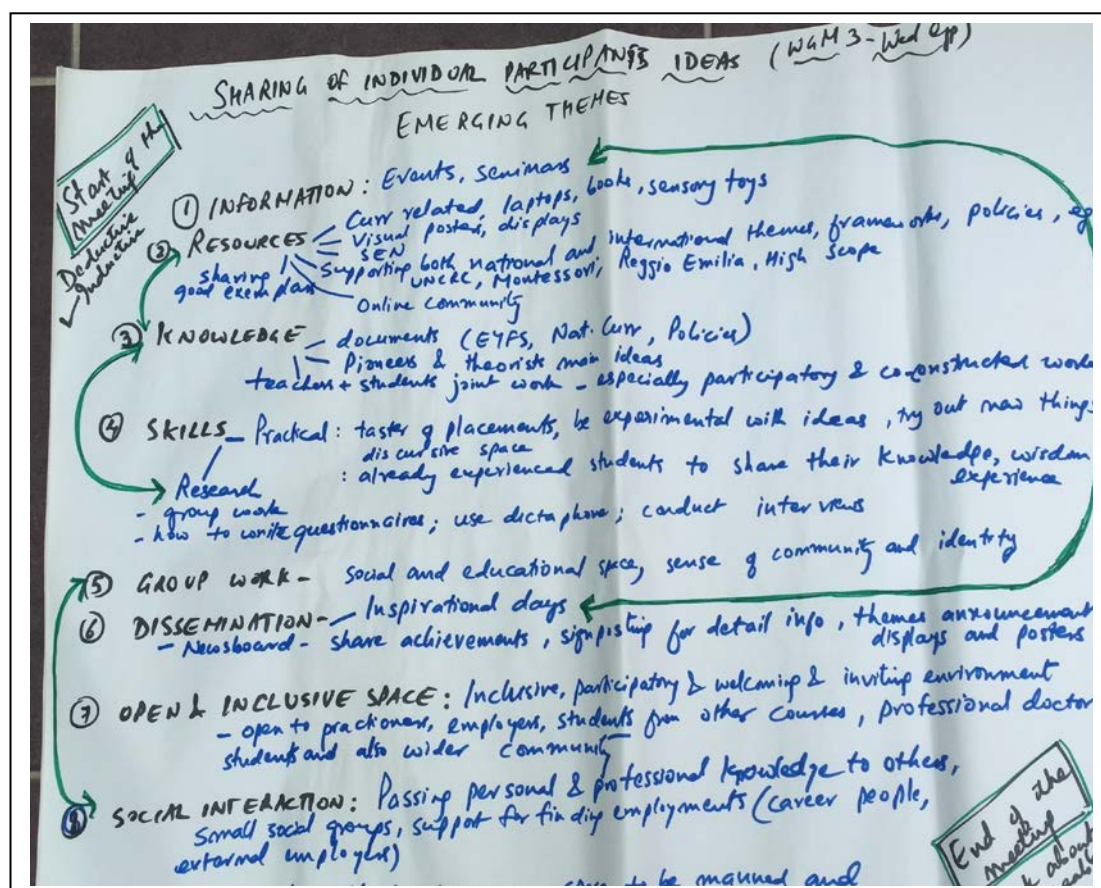 SHARING OF INDIVIDUAL PARTICIPANTS IDEAS (WGM 3 - Wed Gp)
EMERGING THEMES
Start of the
meeting
Deductive
Inductive
① INFORMATION: Events, seminars
② RESOURCES
Curr related, laptops, books, sensory toys
Visual posters, displays
SEN
Supporting both national and international themes, frameworks, policies, eg
UNCRC, Montessori, Reggio Emilia, High Scope
sharing
good exemplars
Online community
③ KNOWLEDGE - documents (EYFS, Nat. Curr, Policies)
- Pioneers & theorists main ideas
teachers + students joint work - especially participatory & co-constructed work
④ SKILLS - Practical: taster of placements, be experimental with ideas, try out new things
discursive space
: already experienced students to share their knowledge, wisdom
experience
Research
- group work
- how to write questionnaires; use dictaphone; conduct interviews
⑤ GROUP WORK - social and educational space, sense of community and identity
⑥ DISSEMINATION - Inspirational days
- Newsboard - share achievements, signposting for detail info, themes announcement
displays and posters
⑦ OPEN & INCLUSIVE SPACE: Inclusive, participatory & welcoming & inviting environment
- open to practioners, employers, students from other courses, professional doctor
students and also wider community
⑧ SOCIAL INTERACTION: Passing personal & professional knowledge to others,
small social groups, support for finding employments (career people,
external employers)
End of the
meeting
about
to be manned and